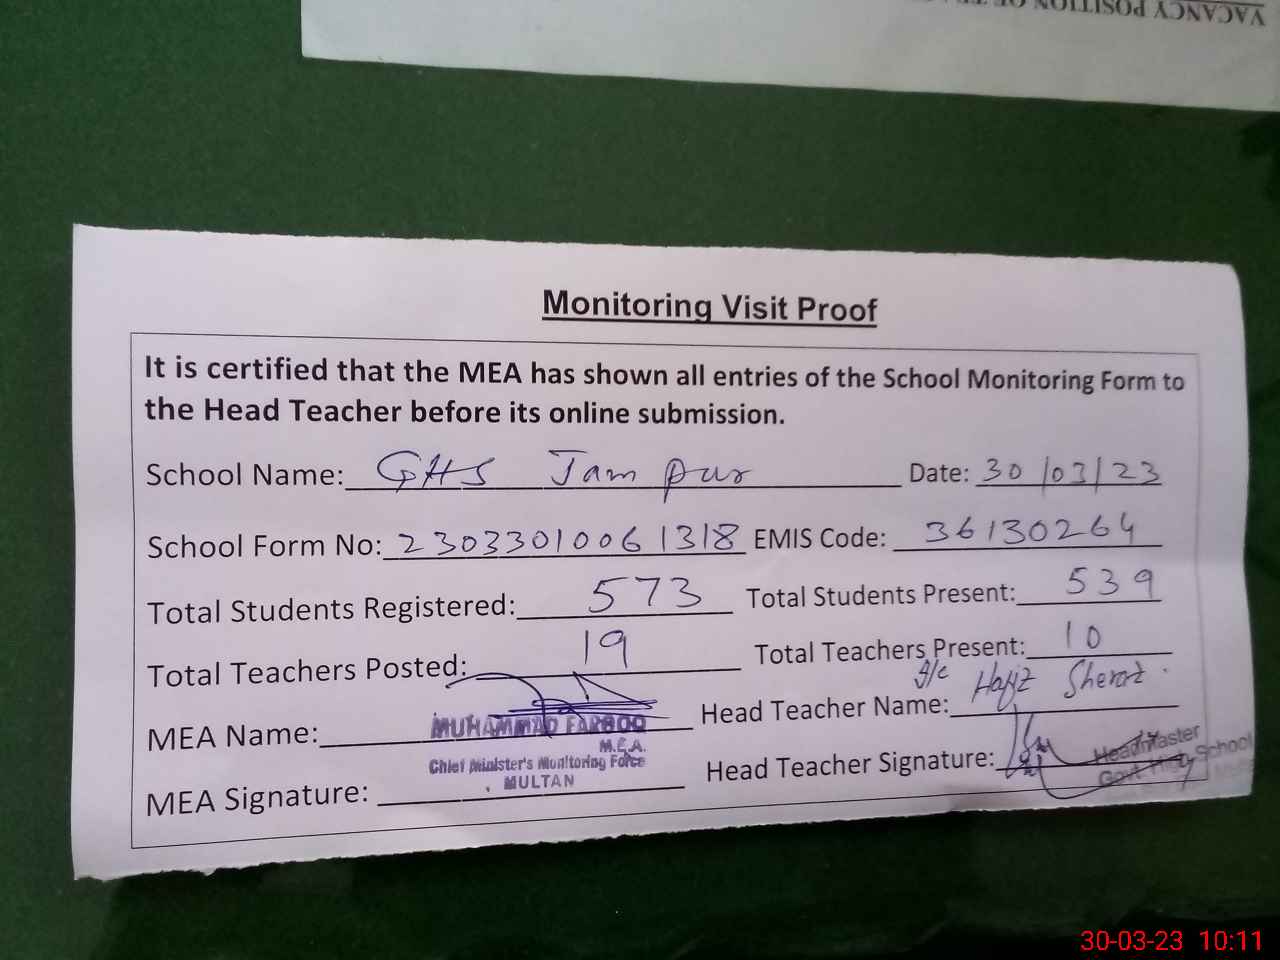 VACANCY POSITION OF
Monitoring Visit Proof
It is certified that the MEA has shown all entries of the School Monitoring Form to
the Head Teacher before its online submission.
School Name: GHS Jam pur Date: 30/03/23
School Form No: 23033010061318 EMIS Code: 36130264
Total Students Registered: 573 Total Students Present: 539
Total Teachers Posted: 19 Total Teachers Present: 10
MEA Name: MUHAMMAD FAROOQ Head Teacher Name: I/c Hafiz Sheraz
M.E.A.
Chief Minister's Monitoring Force
MULTAN
MEA Signature: Head Teacher Signature: Headmaster
Govt. High School
30-03-23 10:11